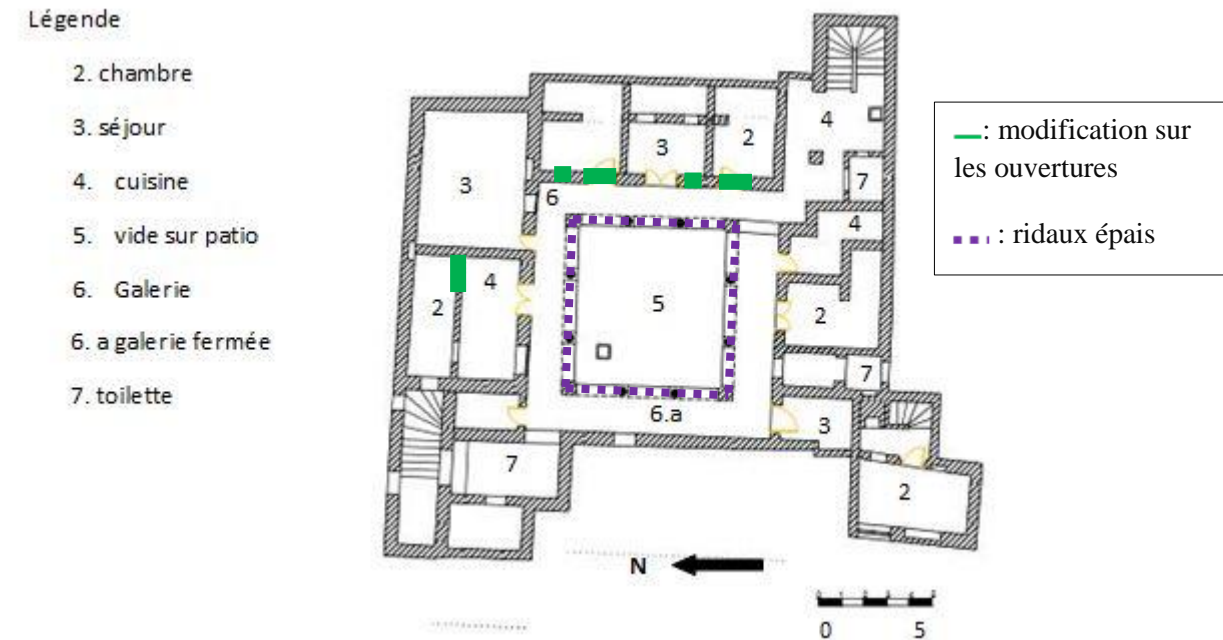 Légende
2. chambre
3. séjour
4. cuisine
5. vide sur patio
6. Galerie
6. a galerie fermée
7. toilette
: modification sur
les ouvertures
: ridaux épais
4
2
3
3
7
6
4
4
2
5
2
7
6.a
3
7
2
N
0 5